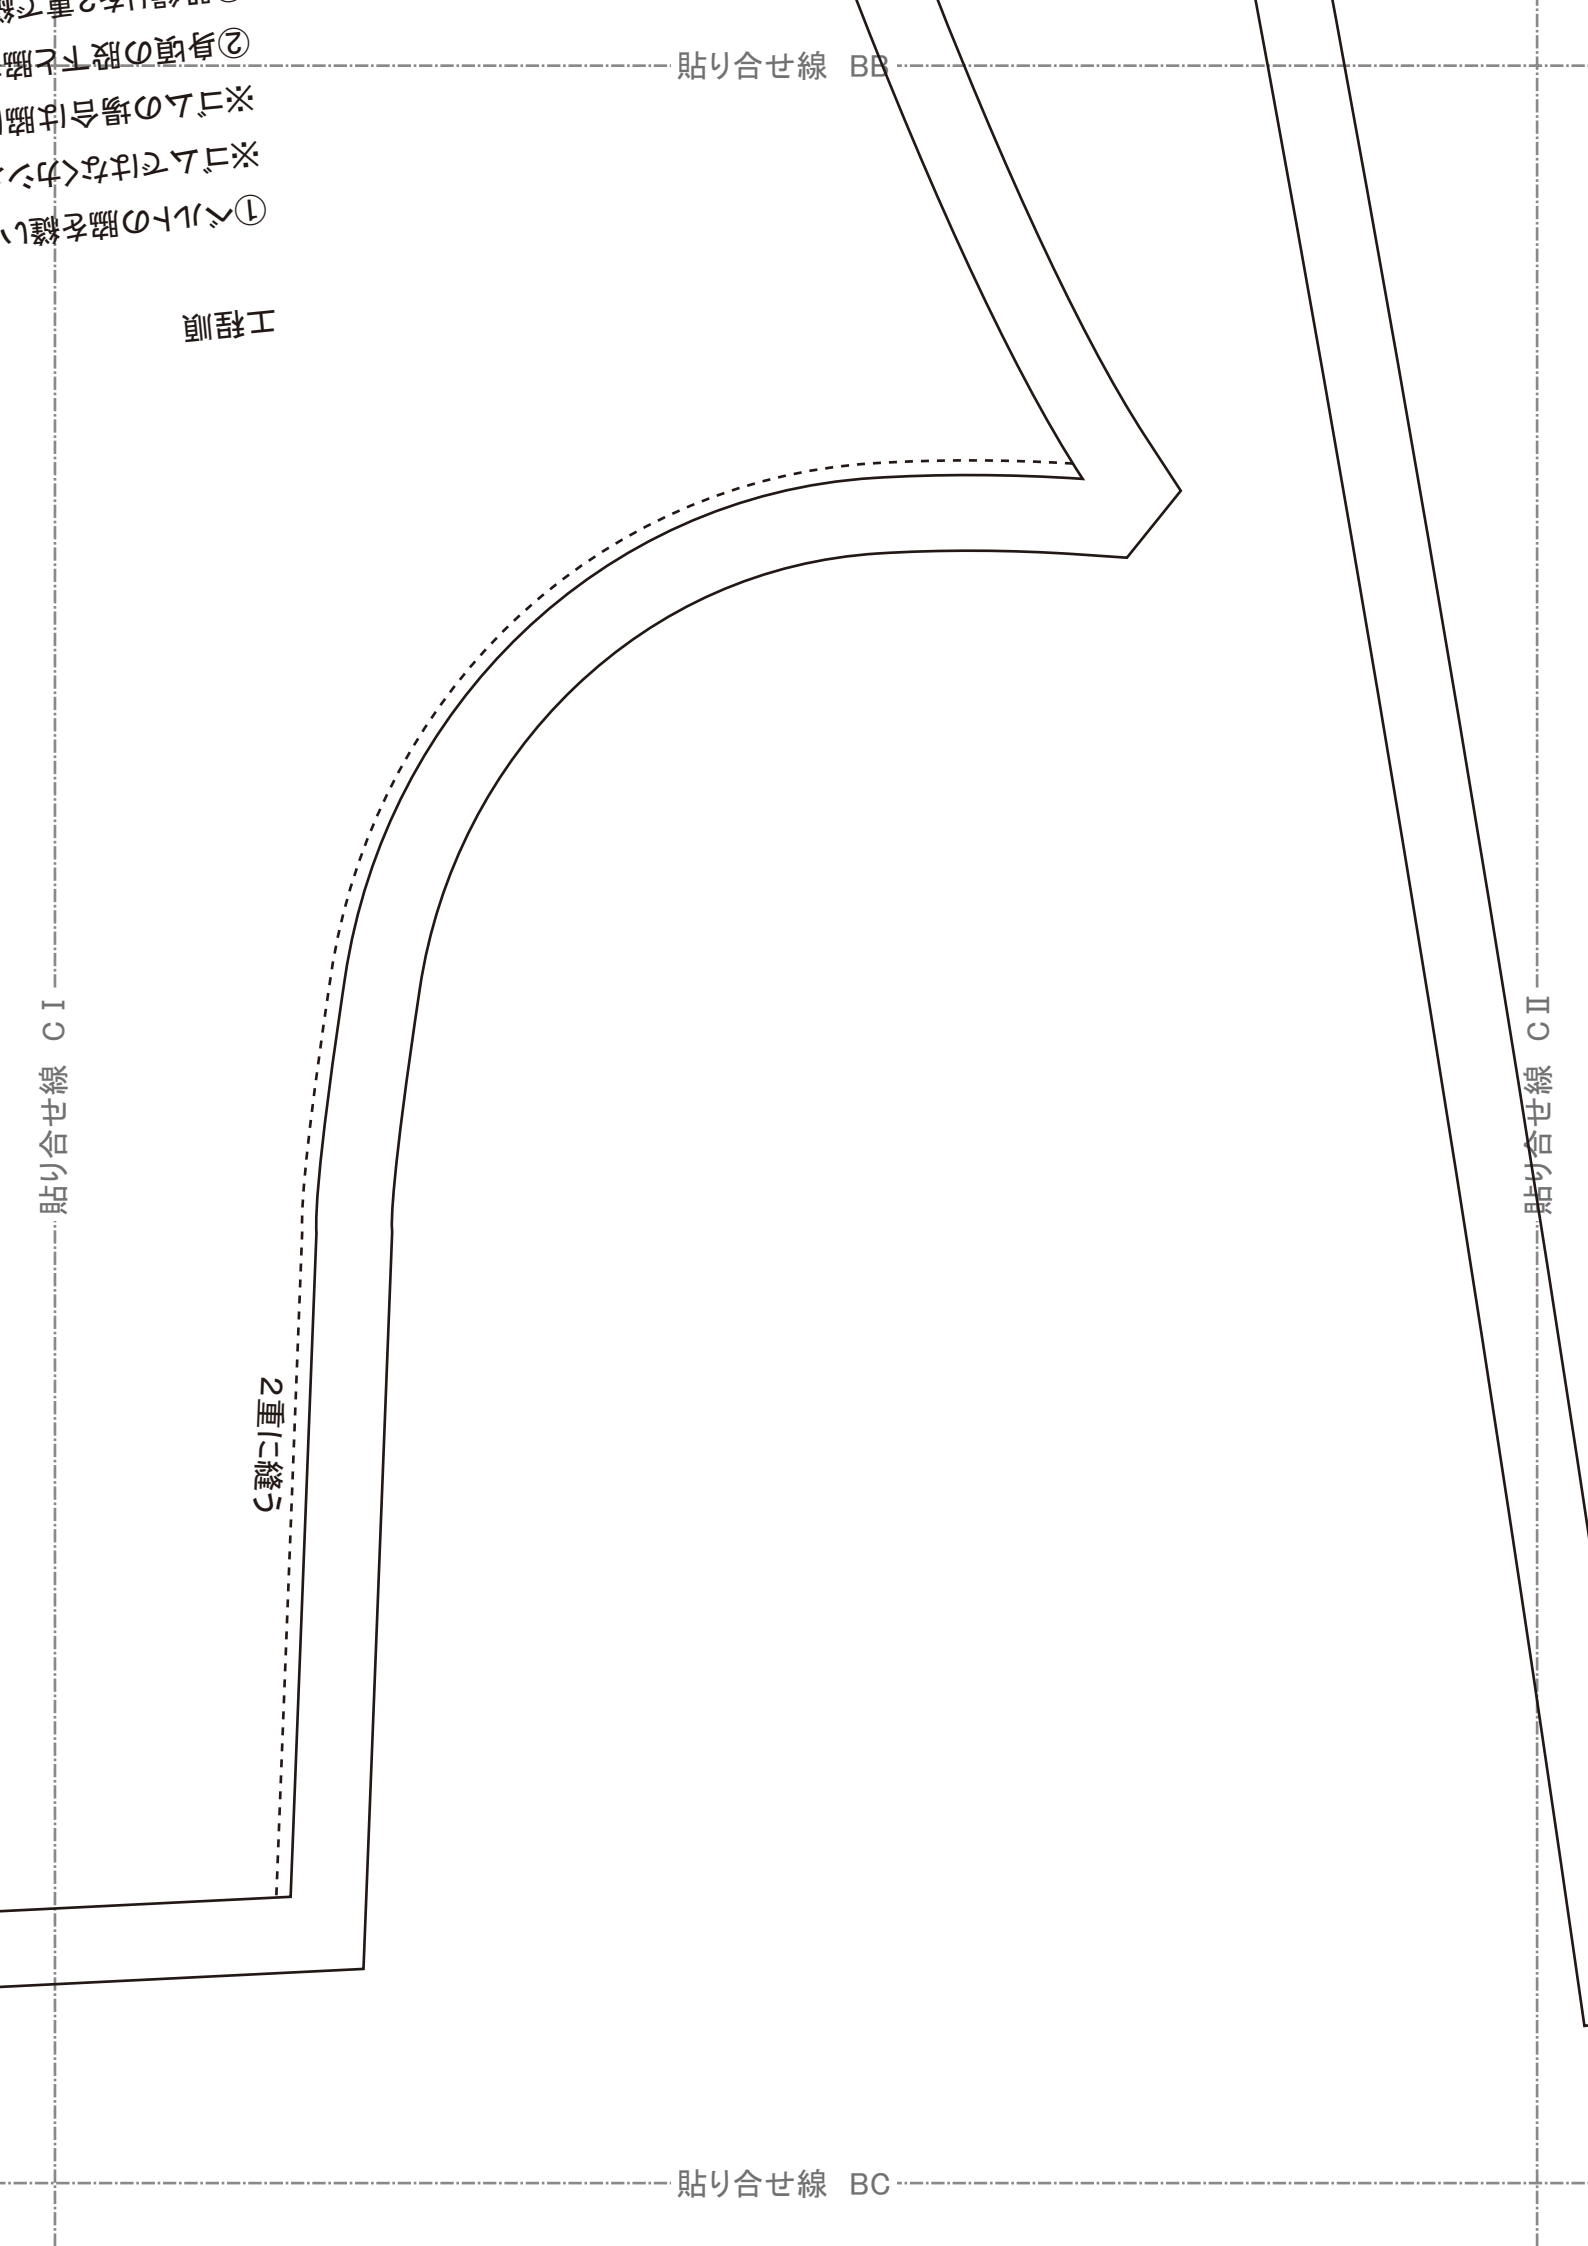 貼り合せ線 BB
工程順
①ベルトの脇を縫い
※ゴムではなくカン
※ゴムの場合は脇
②身頃の股下と脇
貼り合せ線 CⅠ
貼り合せ線 CⅡ
2重に縫う
貼り合せ線 BC